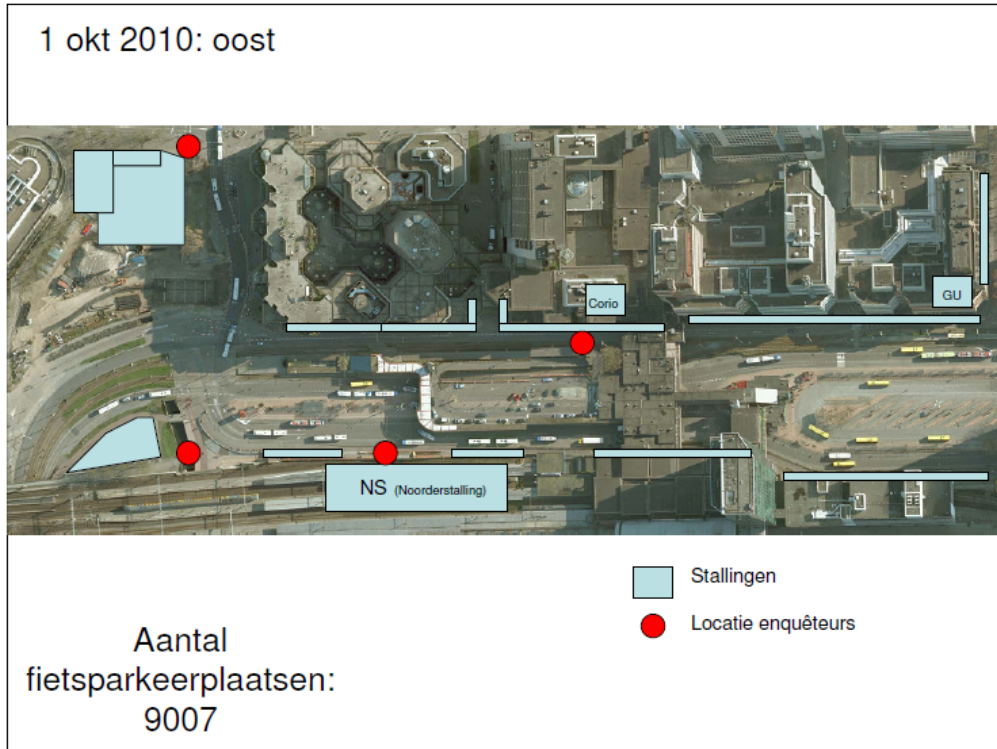 1 okt 2010: oost
Corio
GU
NS (Noorderstalling)
Stallingen
Locatie enquêteurs
Aantal
fietsparkeerplaatsen:
9007